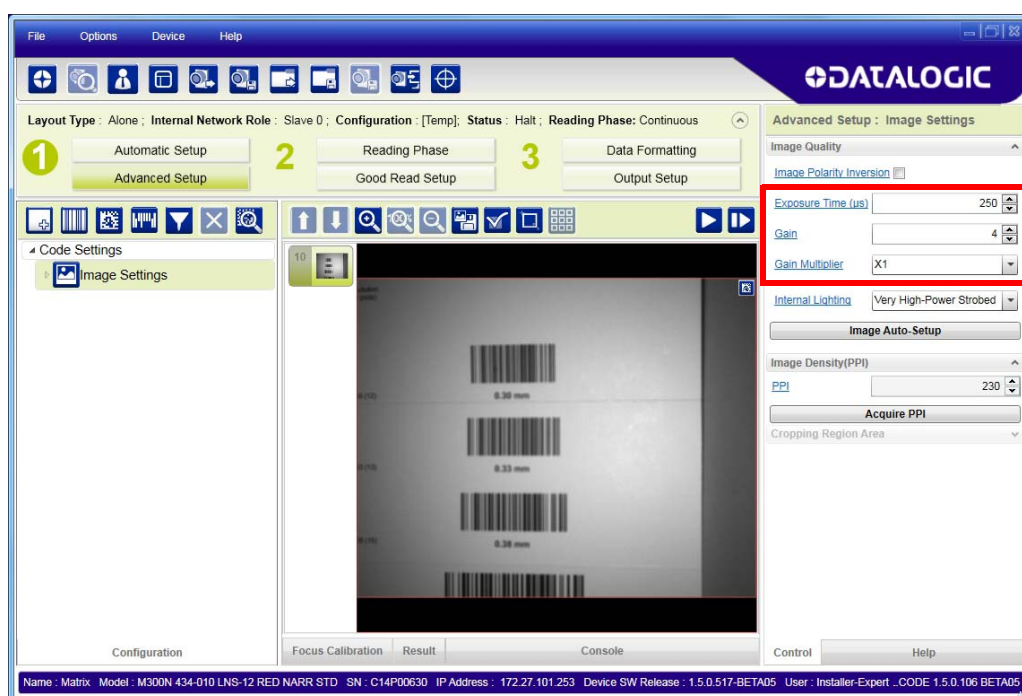 File Options Device Help
DATALOGIC
Layout Type : Alone ; Internal Network Role : Slave 0 ; Configuration : [Temp]; Status : Halt ; Reading Phase: Continuous
1 Automatic Setup
Advanced Setup
2 Reading Phase
Good Read Setup
3 Data Formatting
Output Setup
Code Settings
Image Settings
Configuration
10
0.30 mm
0.33 mm
0.38 mm
Focus Calibration Result Console
Advanced Setup : Image Settings
Image Quality
Image Polarity Inversion
Exposure Time (µs) 250
Gain 4
Gain Multiplier X1
Internal Lighting Very High-Power Strobed
Image Auto-Setup
Image Density(PPI)
PPI 230
Acquire PPI
Cropping Region Area
Control Help
Name : Matrix Model : M300N 434-010 LNS-12 RED NARR STD SN : C14P00630 IP Address : 172.27.101.253 Device SW Release : 1.5.0.517-BETA05 User : Installer-Expert ..CODE 1.5.0.106 BETA05